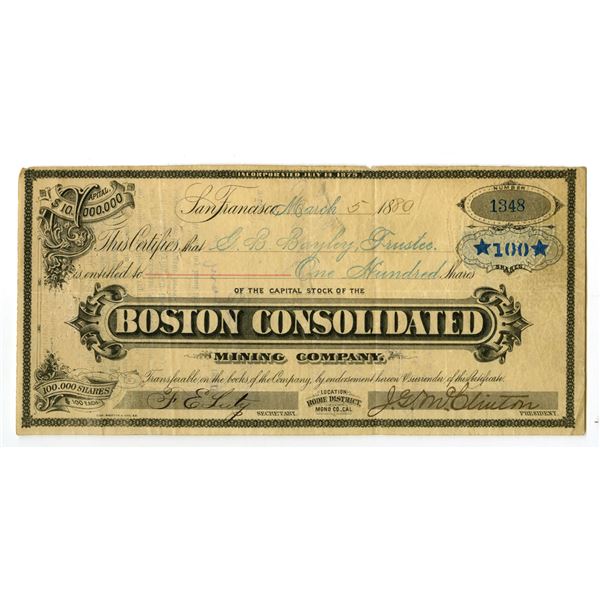 INCORPORATED JULY 14, 1879.
CAPITAL.
$10,000,000
NUMBER
1348
San Francisco March 5 1880
This Certifies that G. B. Bayley, Trustee.
★100★
SHARES
is entitled to One Hundred Shares
OF THE CAPITAL STOCK OF THE
BOSTON CONSOLIDATED
MINING COMPANY.
Transferable on the books of the Company, by endorsement hereon & surrender of this Certificate.
100.000 SHARES
100 EACH
SECRETARY.
LOCATION
BODIE DISTRICT,
MONO CO. CAL.
J. G. McClinton
PRESIDENT.